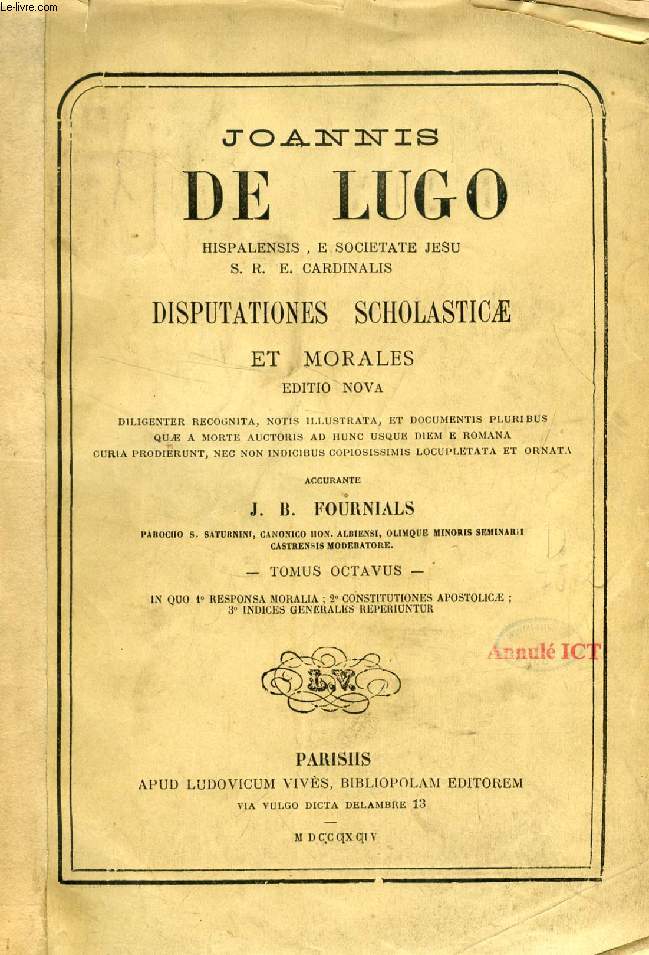 Le-livre.com
JOANNIS
DE LUGO
HISPALENSIS, E SOCIETATE JESU
S. R. E. CARDINALIS
DISPUTATIONES SCHOLASTICÆ
ET MORALES
EDITIO NOVA
DILIGENTER RECOGNITA, NOTIS ILLUSTRATA, ET DOCUMENTIS PLURIBUS
QUÆ A MORTE AUCTORIS AD HUNC USQUE DIEM E ROMANA
CURIA PRODIERUNT, NEC NON INDICIBUS COPIOSISSIMIS LOCUPLETATA ET ORNATA
ACCURANTE
J. B. FOURNIALS
PAROCHO S. SATURNINI, CANONICO HON. ALBIENSI, OLIMQUE MINORIS SEMINARII
CASTRENSIS MODERATORE.
— TOMUS OCTAVUS —
IN QUO 1º RESPONSA MORALIA ; 2º CONSTITUTIONES APOSTOLICÆ ;
3º INDICES GENERALES REPERIUNTUR
Annulé ICT
L.V.
PARISIIS
APUD LUDOVICUM VIVÈS, BIBLIOPOLAM EDITOREM
VIA VULGO DICTA DELAMBRE 13
MDCCCXCIV